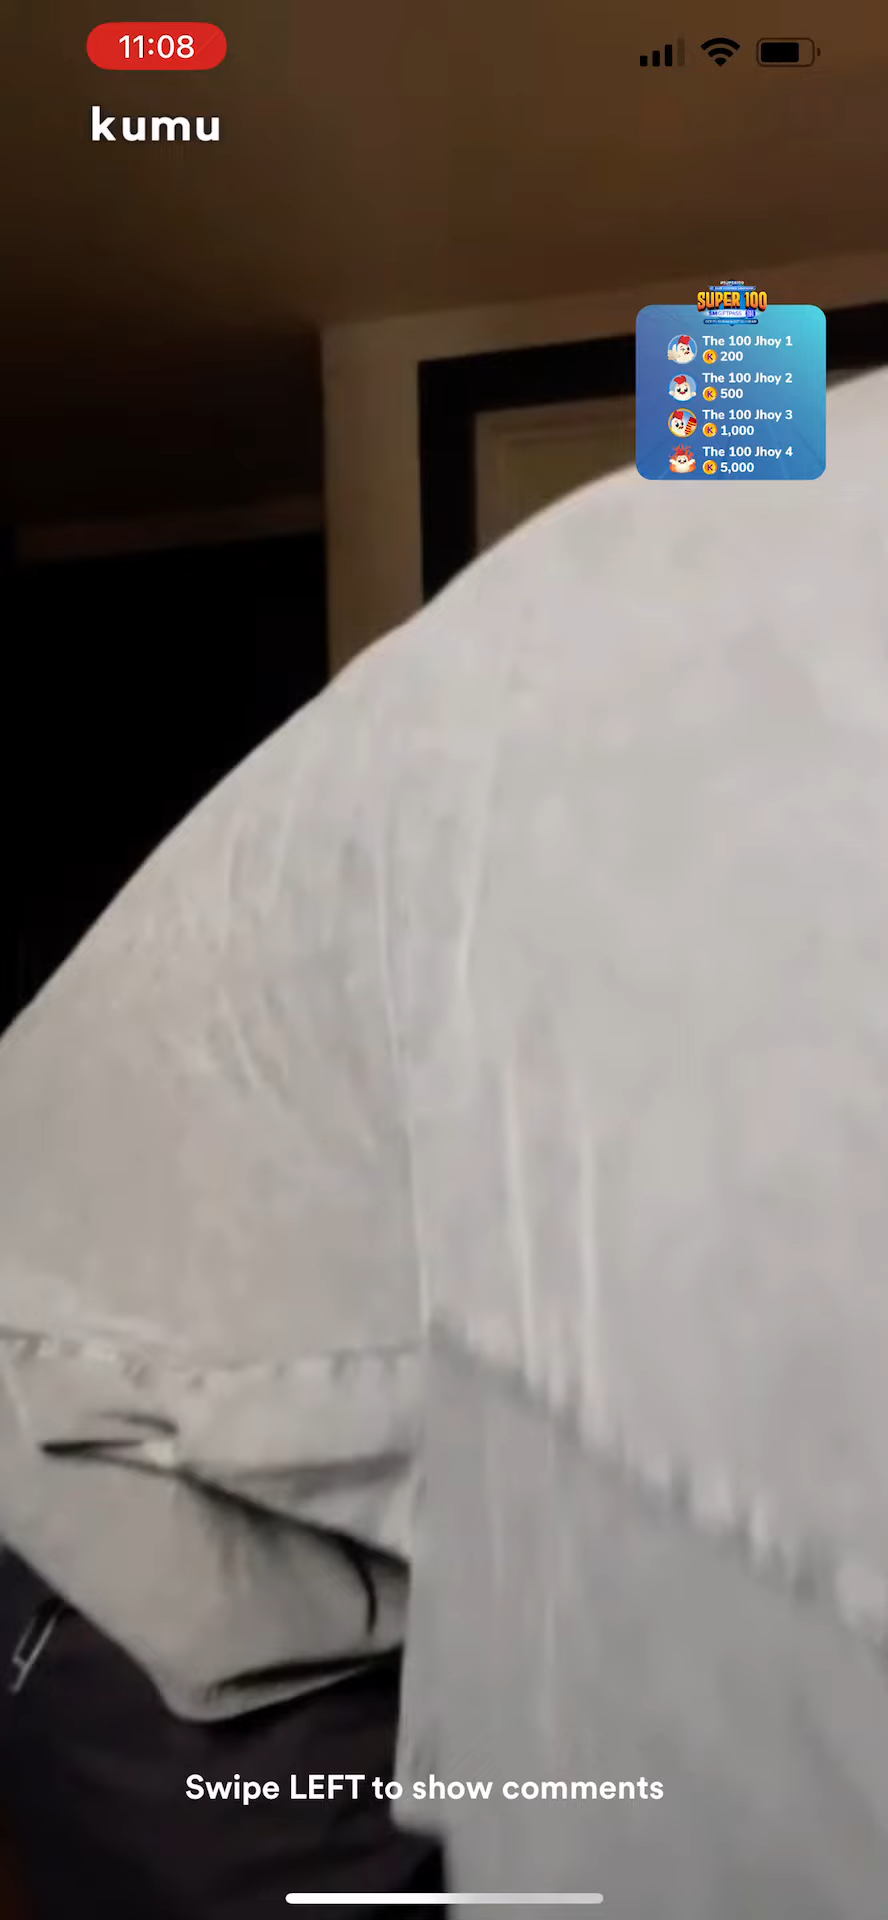 11:08
kumu
SUPER 100
The 100 Jhoy 1
K 200
The 100 Jhoy 2
K 500
The 100 Jhoy 3
K 1,000
The 100 Jhoy 4
K 5,000
Swipe LEFT to show comments